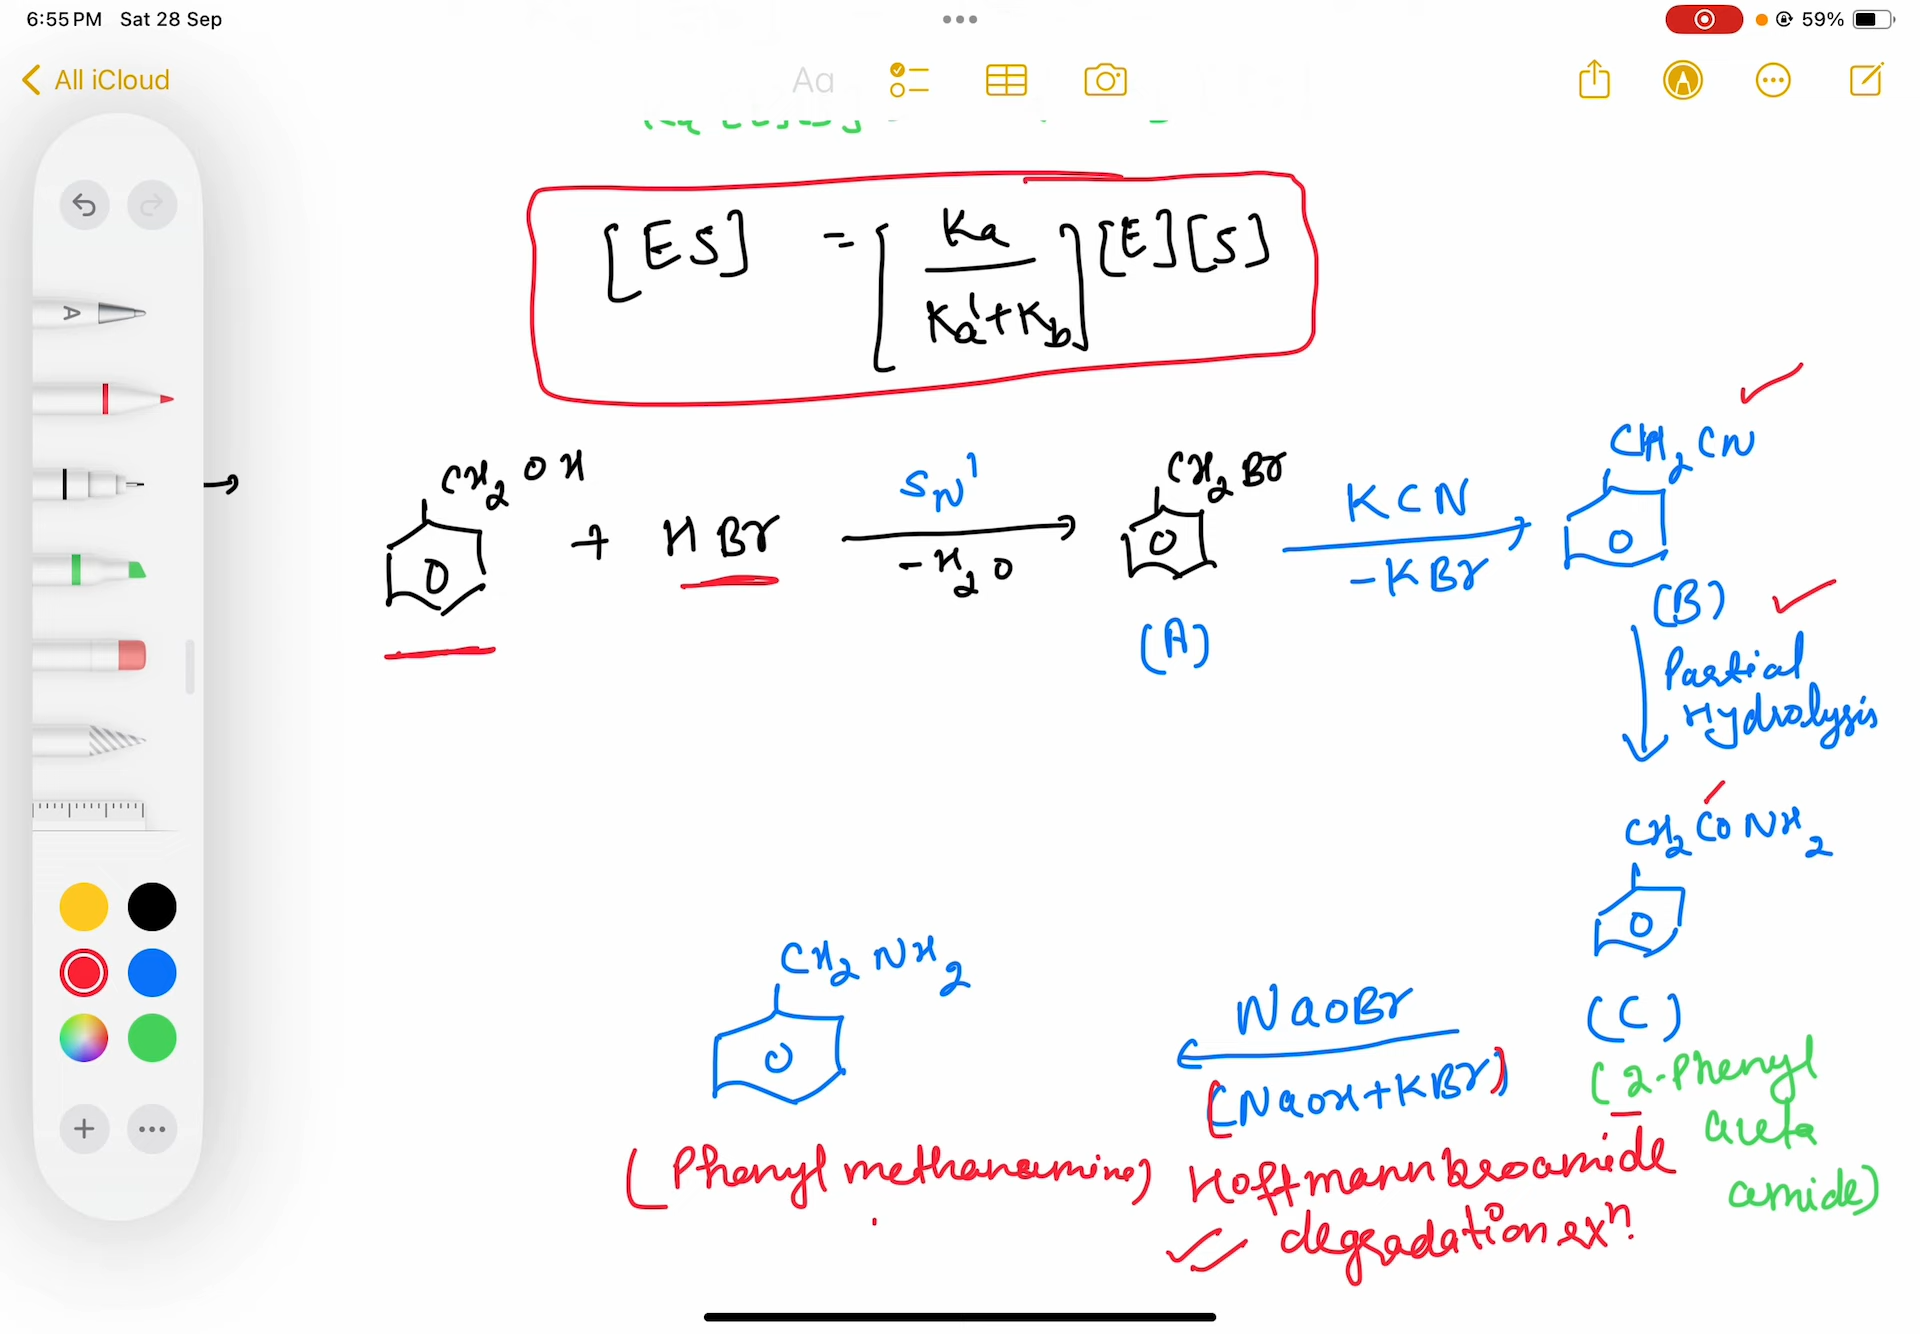 6:55 PM Sat 28 Sep
59%
All iCloud
Aa
[ES] = [Ka / Ka' + Kb] [E][S]
CH2OH + HBr
SN1
-H2O
CH2Br
(A)
KCN
-KBr
CH2CN
(B)
Partial
Hydrolysis
CH2CONH2
(C)
(2-Phenyl
aceta
amide)
NaOBr
(NaOH+KBr)
Hoffmann broamide
degradation rxn
CH2NH2
(Phenyl methanamine)
A